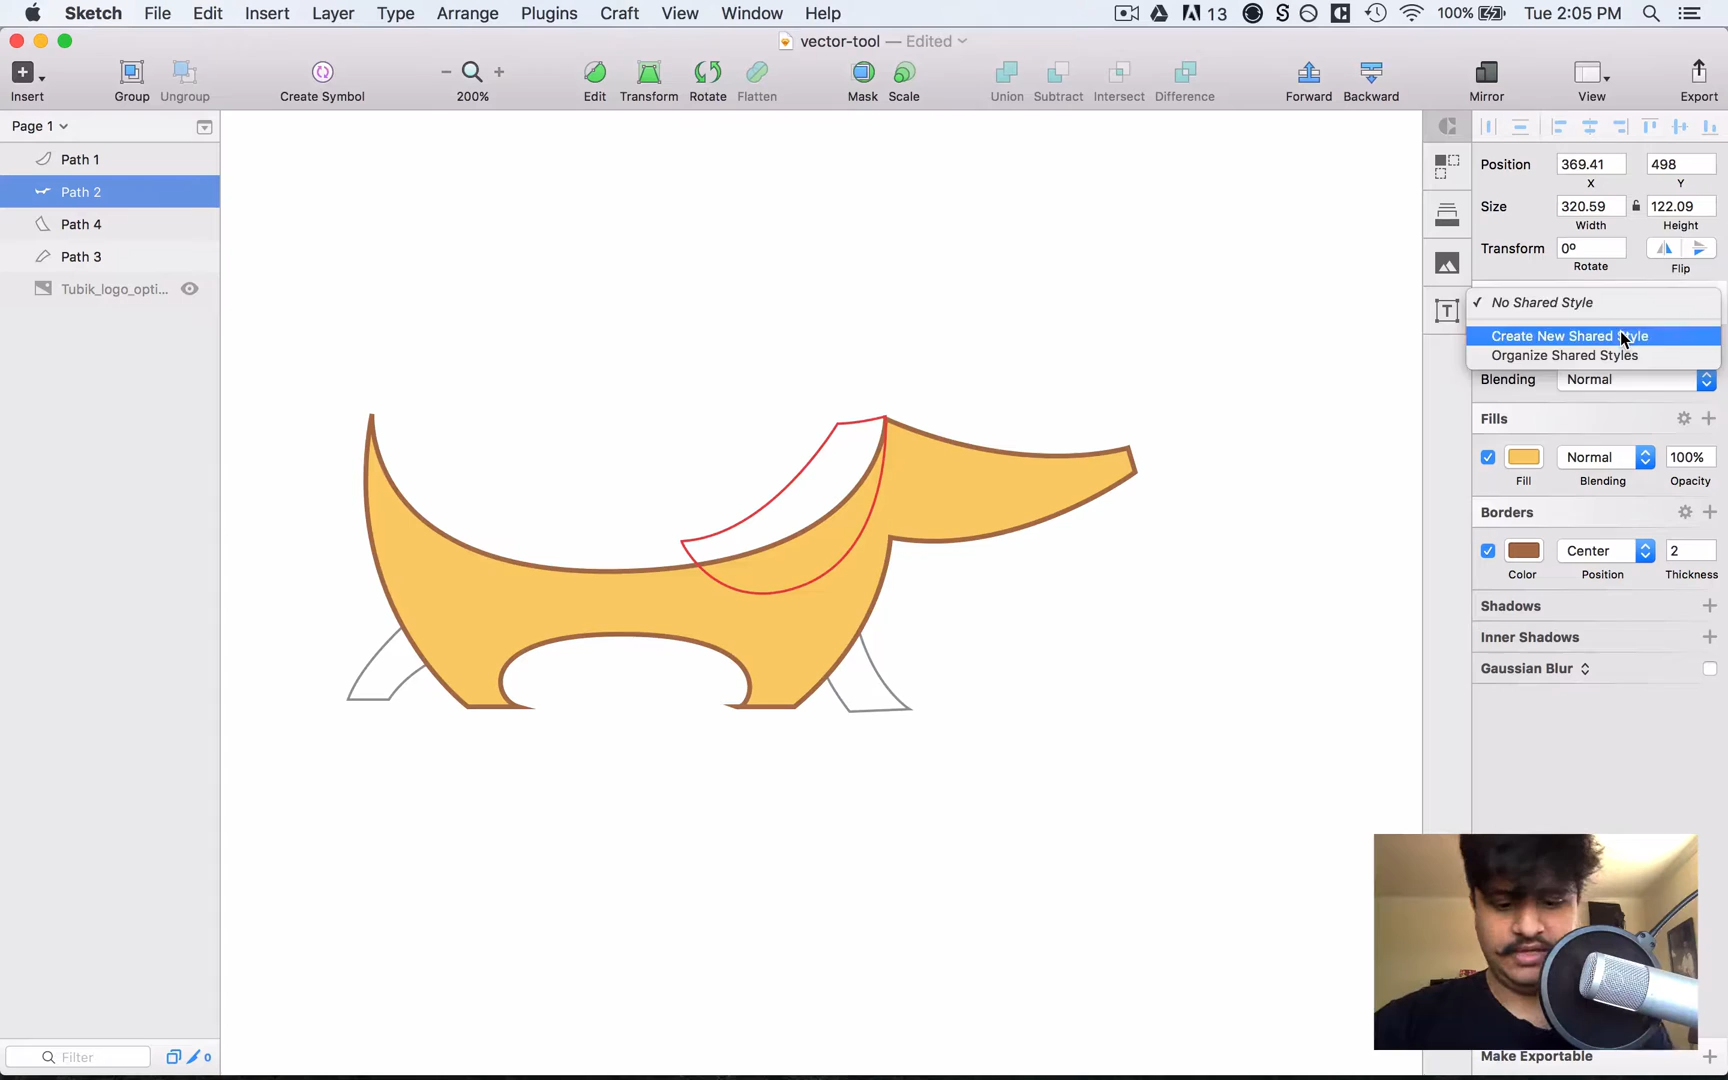 Sketch File Edit Insert Layer Type Arrange Plugins Craft View Window Help 13 100% Tue 2:05 PM
vector-tool — Edited
Insert Group Ungroup Create Symbol 200% Edit Transform Rotate Flatten Mask Scale Union Subtract Intersect Difference Forward Backward Mirror View Export
Page 1
Path 1
Path 2
Path 4
Path 3
Tubik_logo_opti...
Filter 0
Position 369.41 498
X Y
Size 320.59 122.09
Width Height
Transform 0º
Rotate Flip
✓ No Shared Style
Create New Shared Style
Organize Shared Styles
Blending Normal
Fills
Normal 100%
Fill Blending Opacity
Borders
Center 2
Color Position Thickness
Shadows
Inner Shadows
Gaussian Blur
Make Exportable